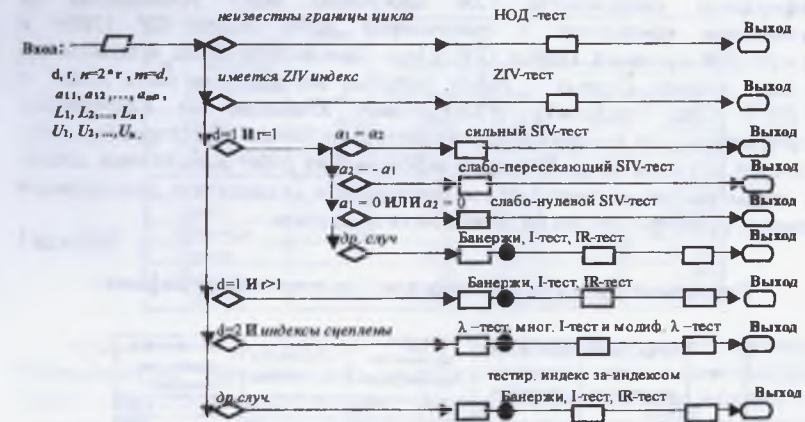 неизвестны границы цикла НОД -тест Выход
Вход:
d, r, n=2*r , m=d,
a11, a12 ,..., amn,
L1, L2,..., Ln ,
U1, U2, ..., Un
имеется ZIV индекс ZIV-тест Выход
d=1 И r=1 a1 = a2 сильный SIV-тест Выход
a2 = - a1 слабо-пересекающий SIV-тест Выход
a1 = 0 ИЛИ a2 = 0 слабо-нулевой SIV-тест Выход
др. случ Банержи, I-тест, IR-тест Выход
d=1 И r>1 Банержи, I-тест, IR-тест Выход
d=2 И индексы сцеплены λ –тест, мног. I-тест и модиф. λ –тест Выход
тестир. индекс за-индексом
др.случ. Банержи, I-тест, IR-тест Выход